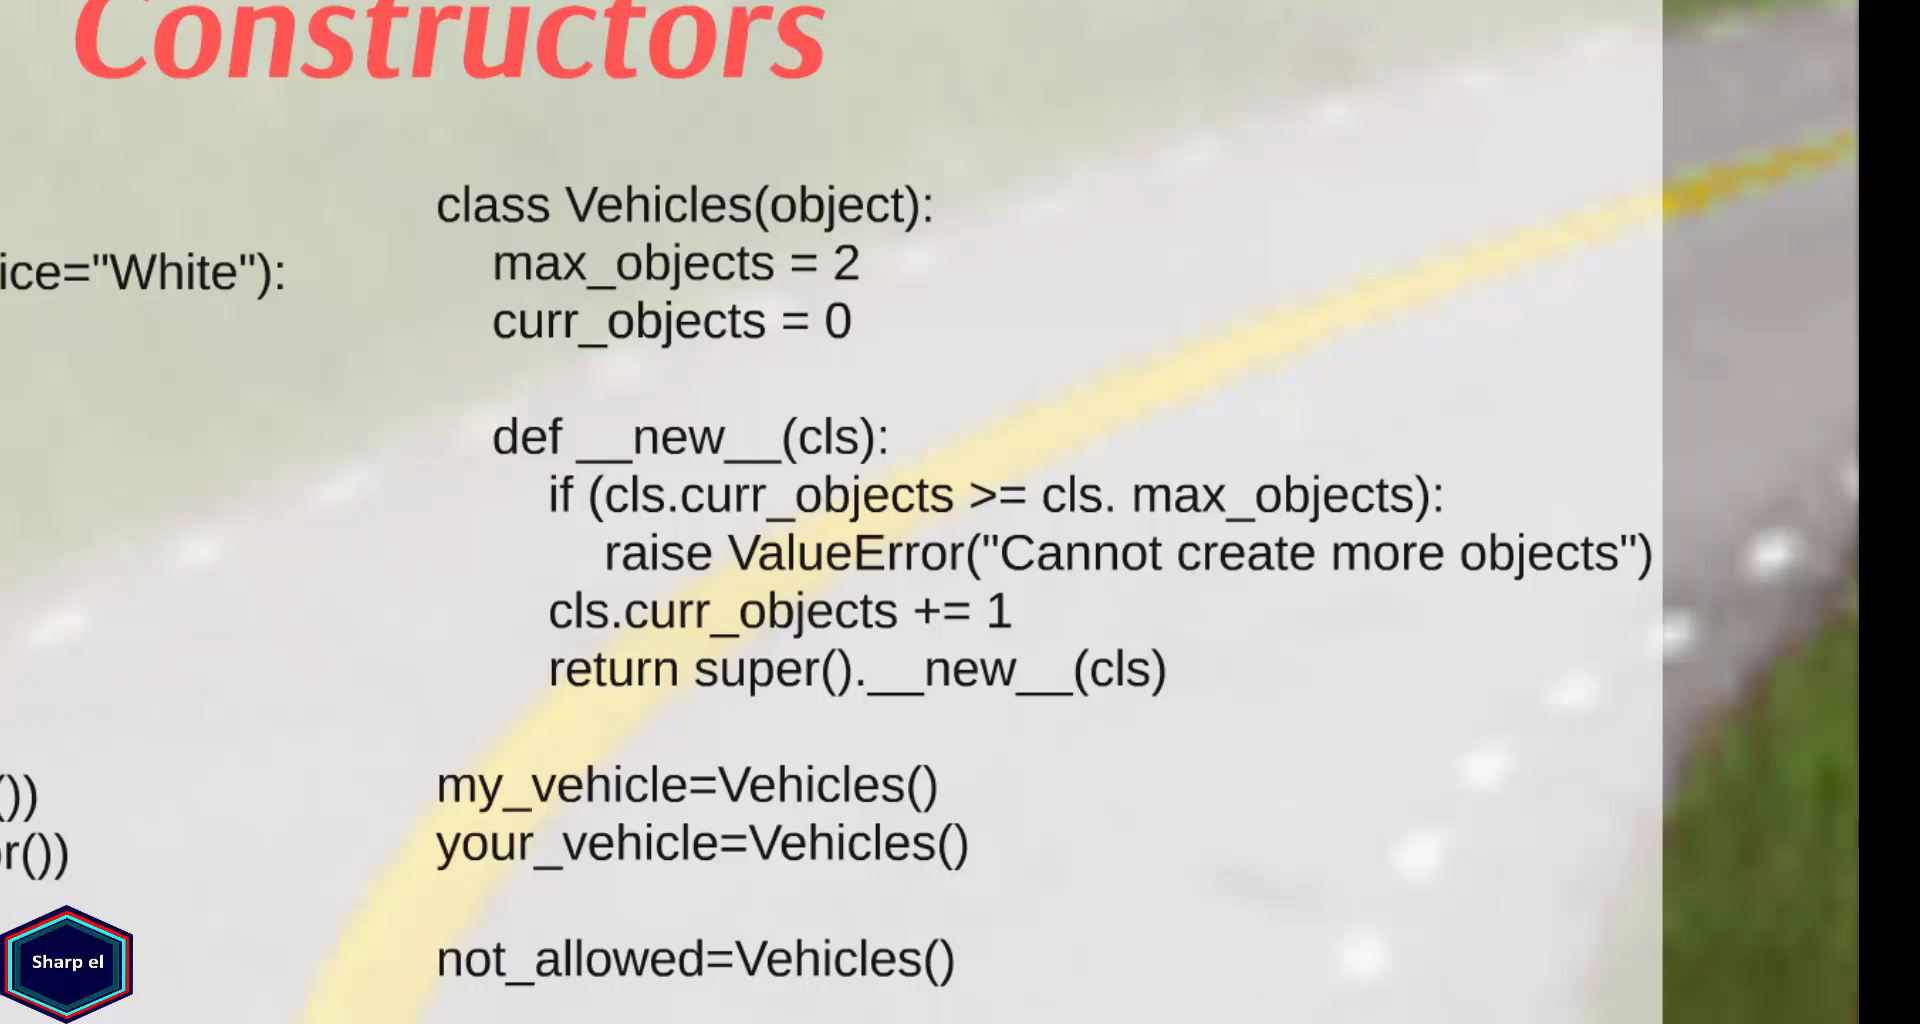 Constructors
ice="White"):
())
r())
class Vehicles(object):
max_objects = 2
curr_objects = 0
def __new__(cls):
if (cls.curr_objects >= cls. max_objects):
raise ValueError("Cannot create more objects")
cls.curr_objects += 1
return super().__new__(cls)
my_vehicle=Vehicles()
your_vehicle=Vehicles()
not_allowed=Vehicles()
Sharp el